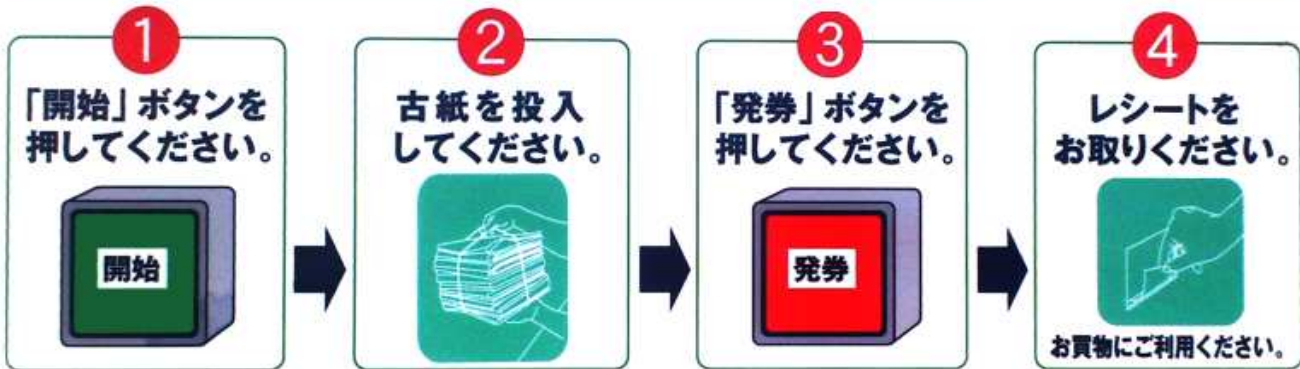 1
「開始」ボタンを
押してください。
開始
2
古紙を投入
してください。
3
「発券」ボタンを
押してください。
発券
4
レシートを
お取りください。
お買物にご利用ください。